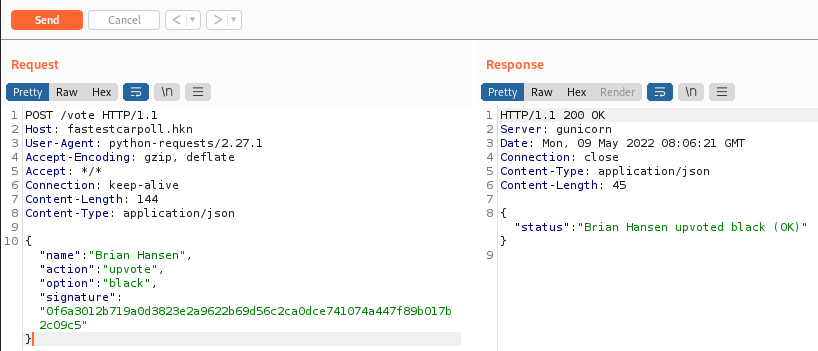 Send Cancel < > 
Request
Pretty Raw Hex \n
1 POST /vote HTTP/1.1
2 Host: fastestcarpoll.hkn
3 User-Agent: python-requests/2.27.1
4 Accept-Encoding: gzip, deflate
5 Accept: */*
6 Connection: keep-alive
7 Content-Length: 144
8 Content-Type: application/json
9
10 {
"name":"Brian Hansen",
"action":"upvote",
"option":"black",
"signature":
"0f6a3012b719a0d3823e2a9622b69d56c2ca0dce741074a447f89b017b
2c09c5"
}
Response
Pretty Raw Hex Render \n
1 HTTP/1.1 200 OK
2 Server: gunicorn
3 Date: Mon, 09 May 2022 08:06:21 GMT
4 Connection: close
5 Content-Type: application/json
6 Content-Length: 45
7
8 {
"status":"Brian Hansen upvoted black (OK)"
}
9